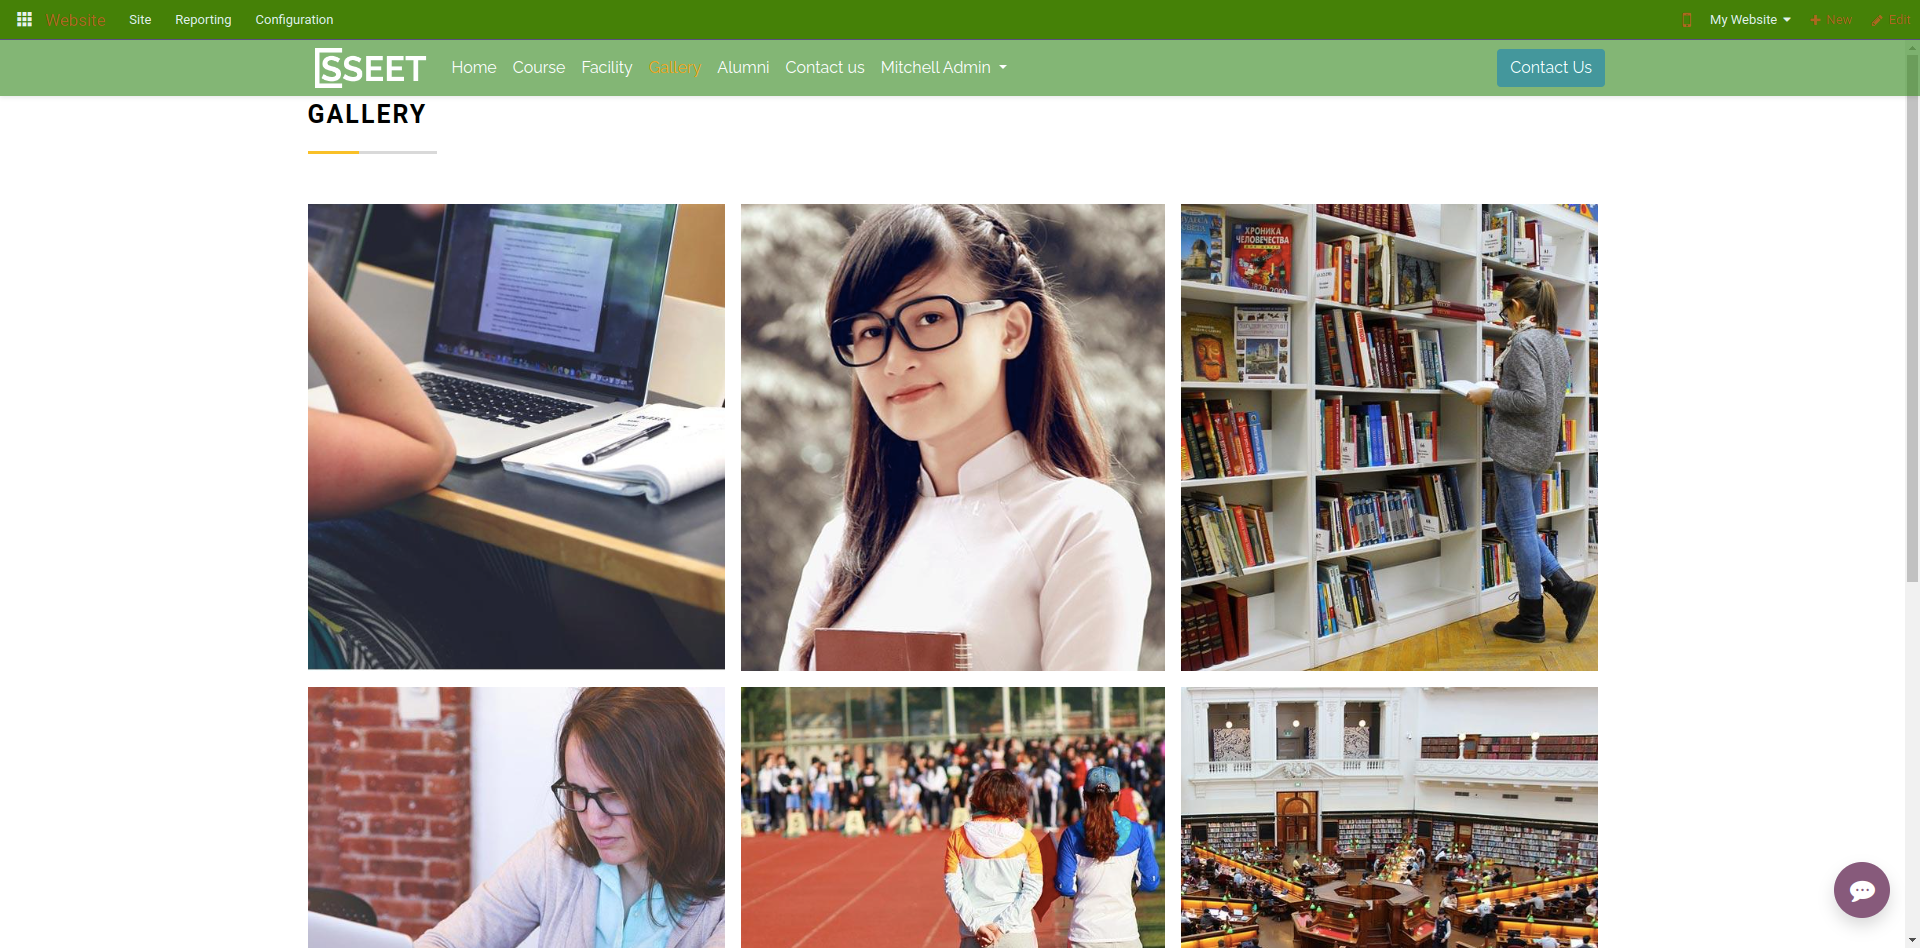 Website Site Reporting Configuration My Website New Edit
SSEET Home Course Facility Gallery Alumni Contact us Mitchell Admin Contact Us
GALLERY
ХРОНИКА
ЧЕЛОВЕЧЕСТВА